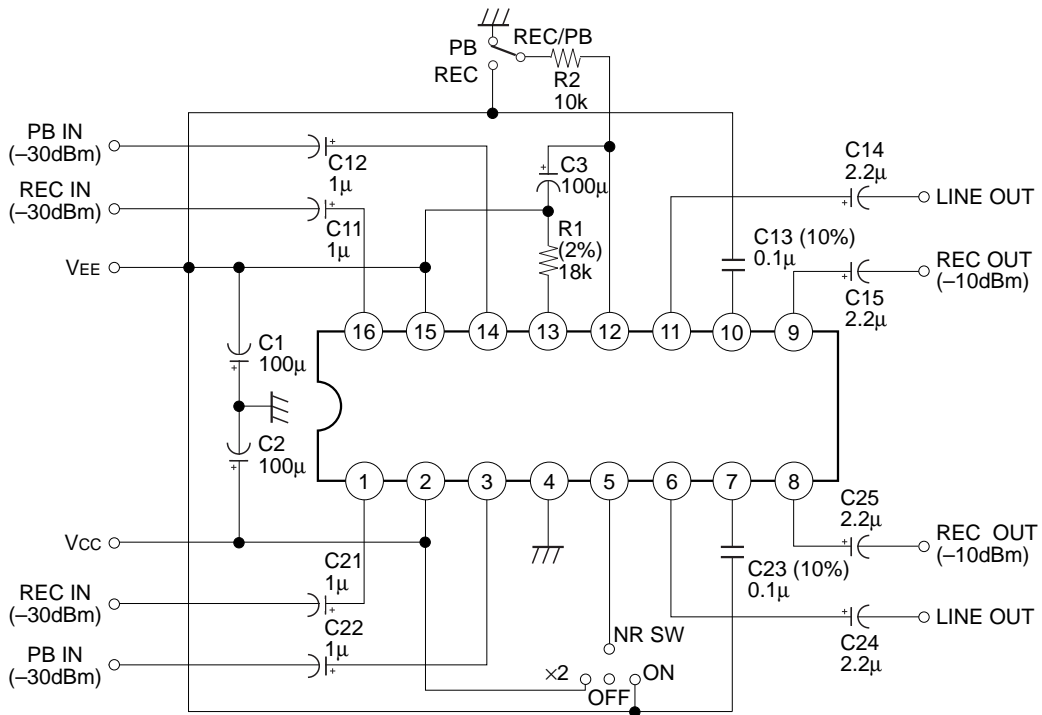 PB
REC/PB
REC
R2
10k
PB IN
(–30dBm)
C12
1µ
C3
100µ
C14
2.2µ
REC IN
(–30dBm)
C11
1µ
LINE OUT
R1
(2%)
18k
C13 (10%)
0.1µ
VEE
REC OUT
(–10dBm)
C15
2.2µ
16
15
14
13
12
11
10
9
C1
100µ
C2
100µ
1
2
3
4
5
6
7
8
C25
2.2µ
VCC
REC OUT
(–10dBm)
C21
1µ
C23 (10%)
0.1µ
REC IN
(–30dBm)
C22
1µ
LINE OUT
NR SW
C24
2.2µ
PB IN
(–30dBm)
×2
OFF
ON